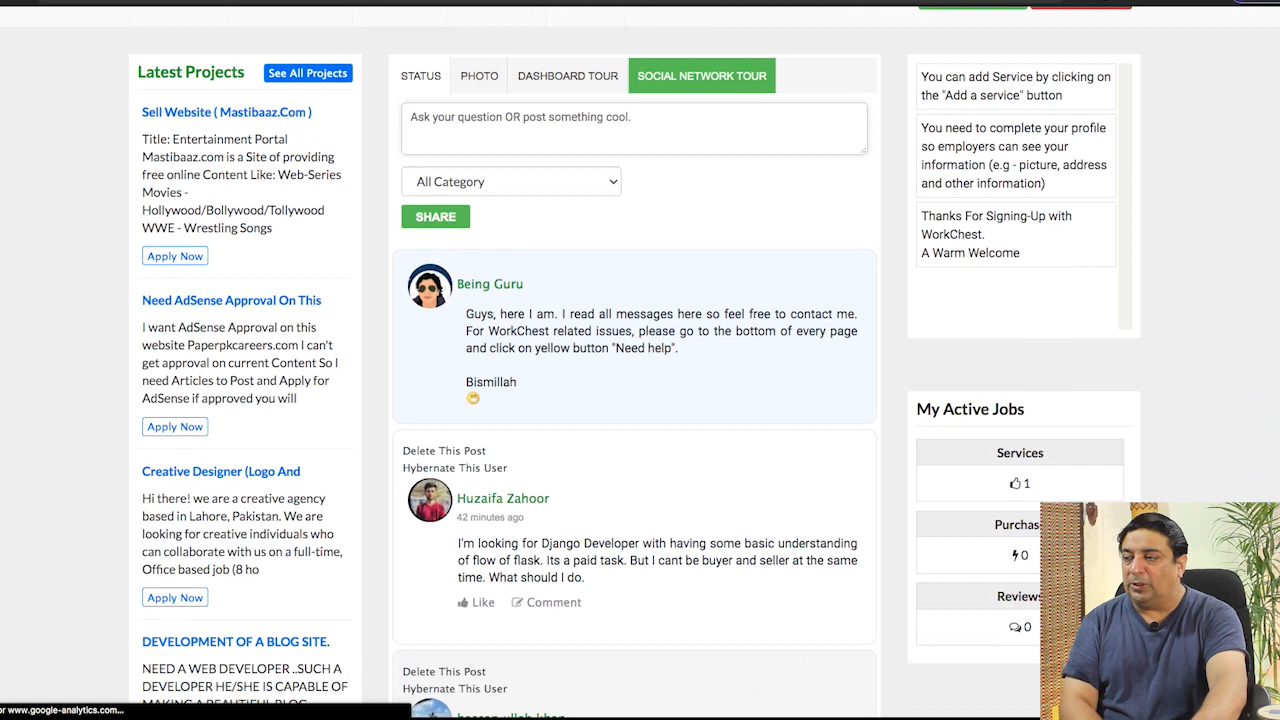 Latest Projects
See All Projects
Sell Website ( Mastibaaz.Com )
Title: Entertainment Portal
Mastibaaz.com is a Site of providing
free online Content Like: Web-Series
Movies -
Hollywood/Bollywood/Tollywood
WWE - Wrestling Songs
Apply Now
Need AdSense Approval On This
I want AdSense Approval on this
website Paperpkcareers.com I can't
get approval on current Content So I
need Articles to Post and Apply for
AdSense if approved you will
Apply Now
Creative Designer (Logo And
Hi there! we are a creative agency
based in Lahore, Pakistan. We are
looking for creative individuals who
can collaborate with us on a full-time,
Office based job (8 ho
Apply Now
DEVELOPMENT OF A BLOG SITE.
NEED A WEB DEVELOPER ..SUCH A
DEVELOPER HE/SHE IS CAPABLE OF
MAKING A BEAUTIFUL BLOG
or www.google-analytics.com...
STATUS
PHOTO
DASHBOARD TOUR
SOCIAL NETWORK TOUR
Ask your question OR post something cool.
All Category
SHARE
Being Guru
Guys, here I am. I read all messages here so feel free to contact me.
For WorkChest related issues, please go to the bottom of every page
and click on yellow button "Need help".
Bismillah
Delete This Post
Hybernate This User
Huzaifa Zahoor
42 minutes ago
I'm looking for Django Developer with having some basic understanding
of flow of flask. Its a paid task. But I cant be buyer and seller at the same
time. What should I do.
Like
Comment
Delete This Post
Hybernate This User
You can add Service by clicking on
the "Add a service" button
You need to complete your profile
so employers can see your
information (e.g - picture, address
and other information)
Thanks For Signing-Up with
WorkChest.
A Warm Welcome
My Active Jobs
Services
1
Purchas
0
Reviews
0